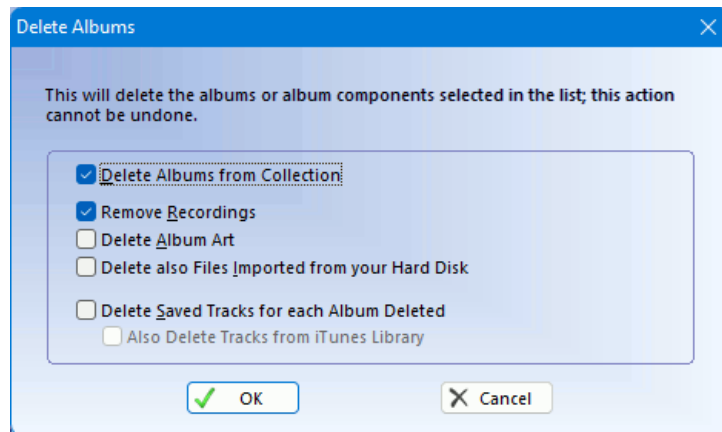 Delete Albums
This will delete the albums or album components selected in the list; this action
cannot be undone.
Delete Albums from Collection
Remove Recordings
Delete Album Art
Delete also Files Imported from your Hard Disk
Delete Saved Tracks for each Album Deleted
Also Delete Tracks from iTunes Library
OK
Cancel